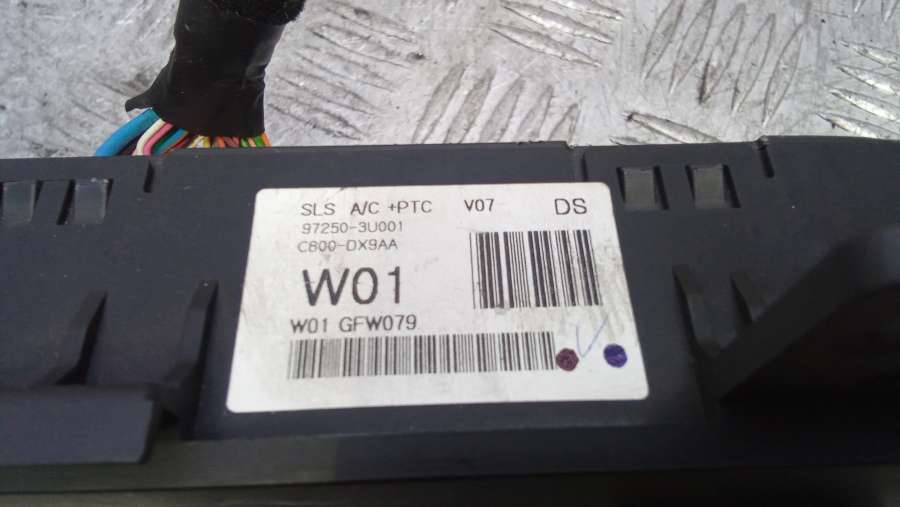 SLS A/C +PTC V07 DS
97250-3U001
C800-DX9AA
W01
W01 GFW079